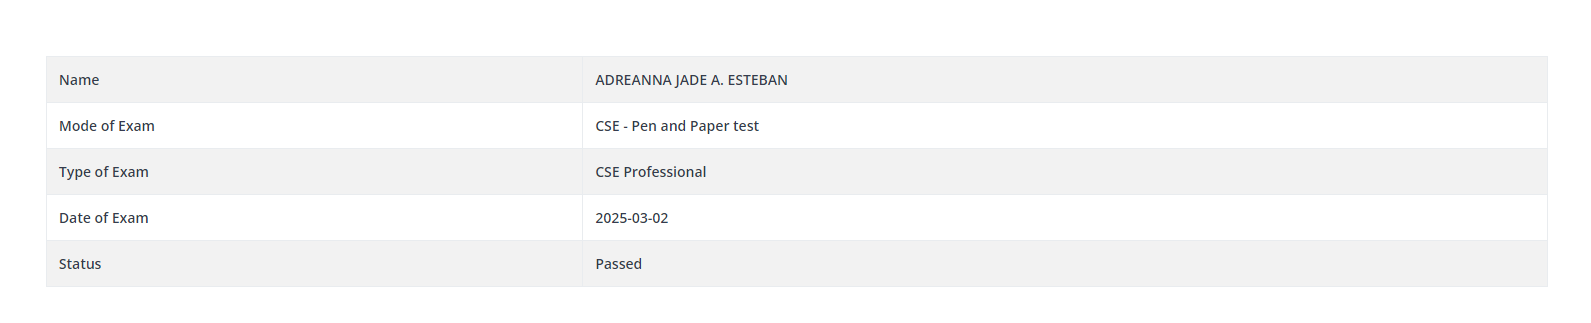 Name ADREANNA JADE A. ESTEBAN
Mode of Exam CSE - Pen and Paper test
Type of Exam CSE Professional
Date of Exam 2025-03-02
Status Passed